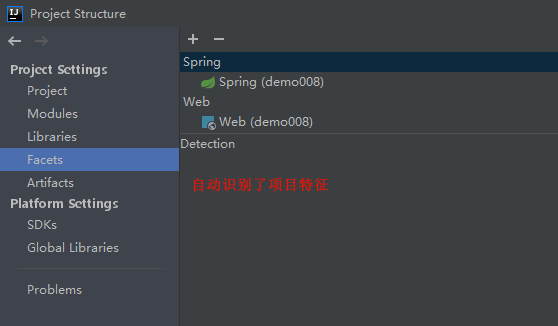 Project Structure
Project Settings
Project
Modules
Libraries
Facets
Artifacts
Platform Settings
SDKs
Global Libraries
Problems
Spring
Spring (demo008)
Web
Web (demo008)
Detection
自动识别了项目特征